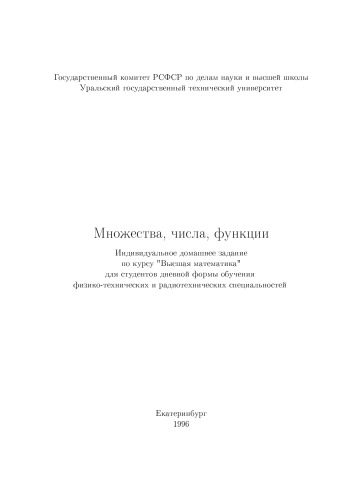 Государственный комитет РСФСР по делам науки и высшей школы
Уральский государственный технический университет
Множества, числа, функции
Индивидуальное домашнее задание
по курсу "Высшая математика"
для студентов дневной формы обучения
физико-технических и радиотехнических специальностей
Екатеринбург
1996